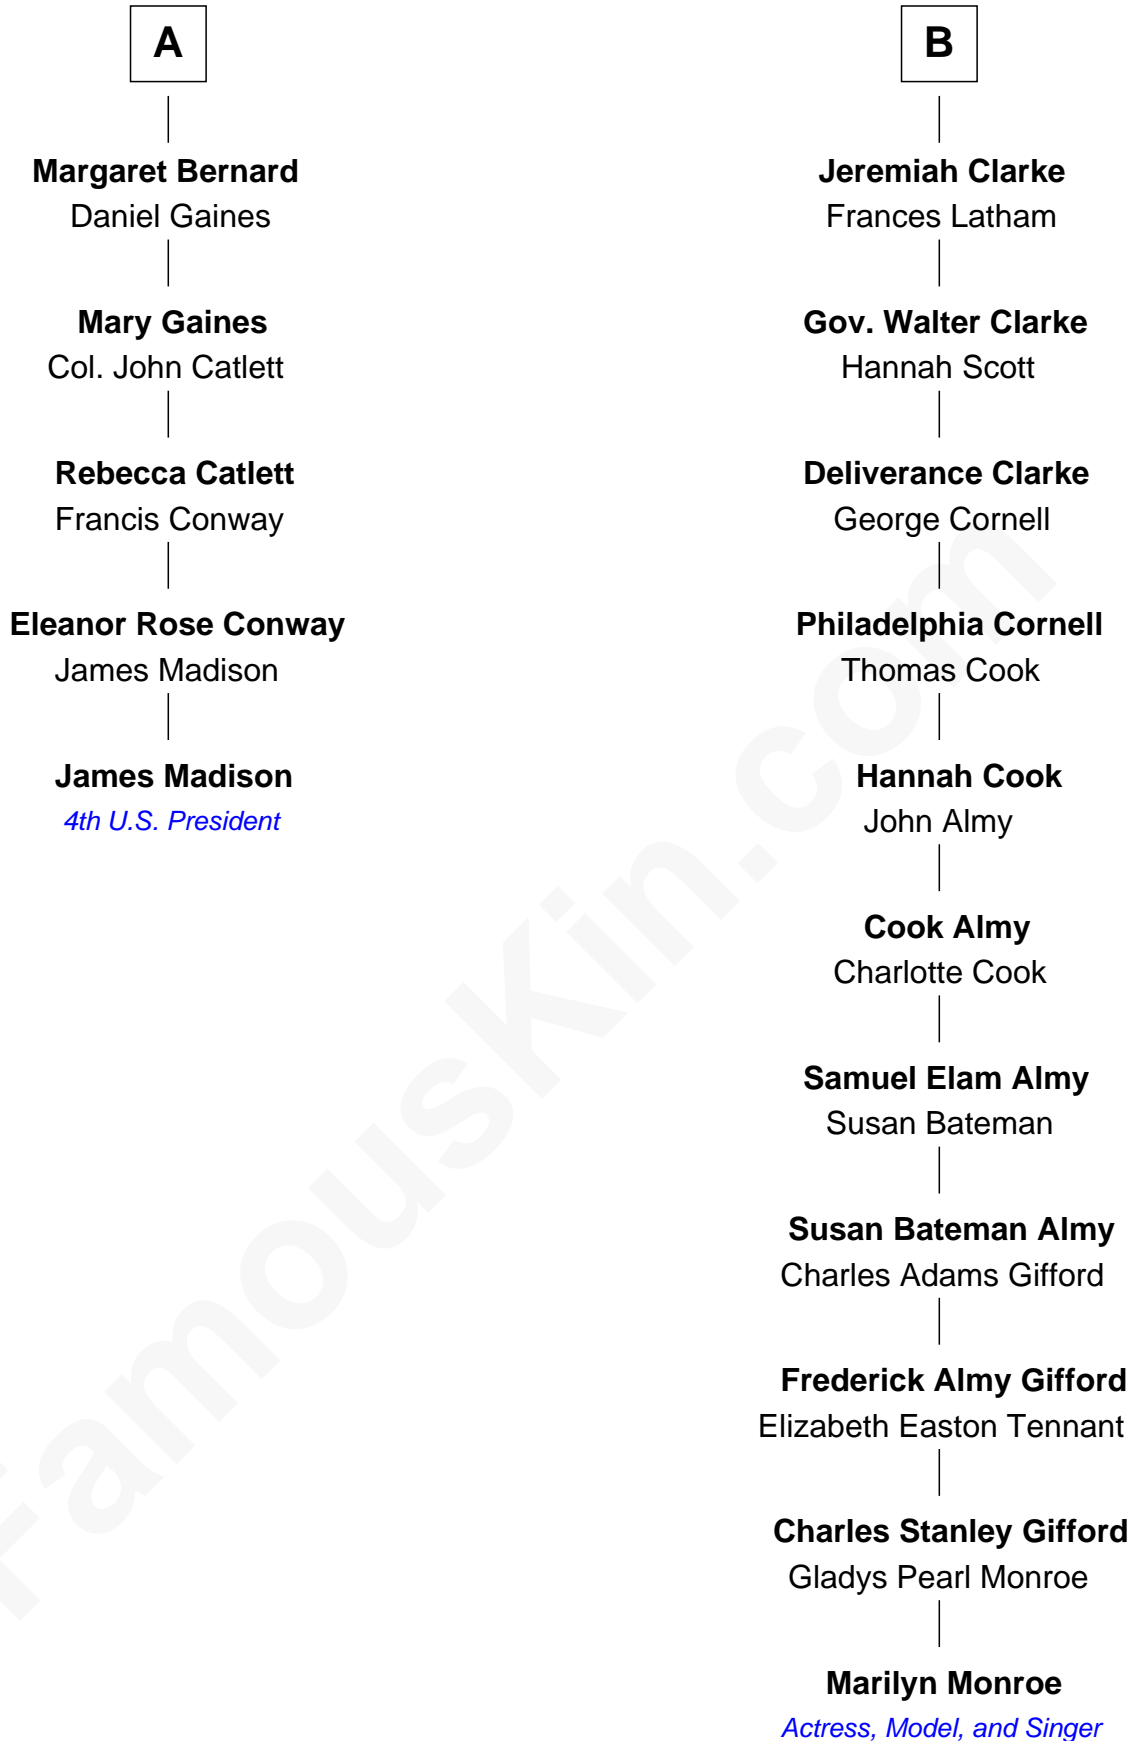 A
Margaret Bernard
Daniel Gaines
Mary Gaines
Col. John Catlett
Rebecca Catlett
Francis Conway
Eleanor Rose Conway
James Madison
James Madison
4th U.S. President
B
Jeremiah Clarke
Frances Latham
Gov. Walter Clarke
Hannah Scott
Deliverance Clarke
George Cornell
Philadelphia Cornell
Thomas Cook
Hannah Cook
John Almy
Cook Almy
Charlotte Cook
Samuel Elam Almy
Susan Bateman
Susan Bateman Almy
Charles Adams Gifford
Frederick Almy Gifford
Elizabeth Easton Tennant
Charles Stanley Gifford
Gladys Pearl Monroe
Marilyn Monroe
Actress, Model, and Singer
FamousKin.com